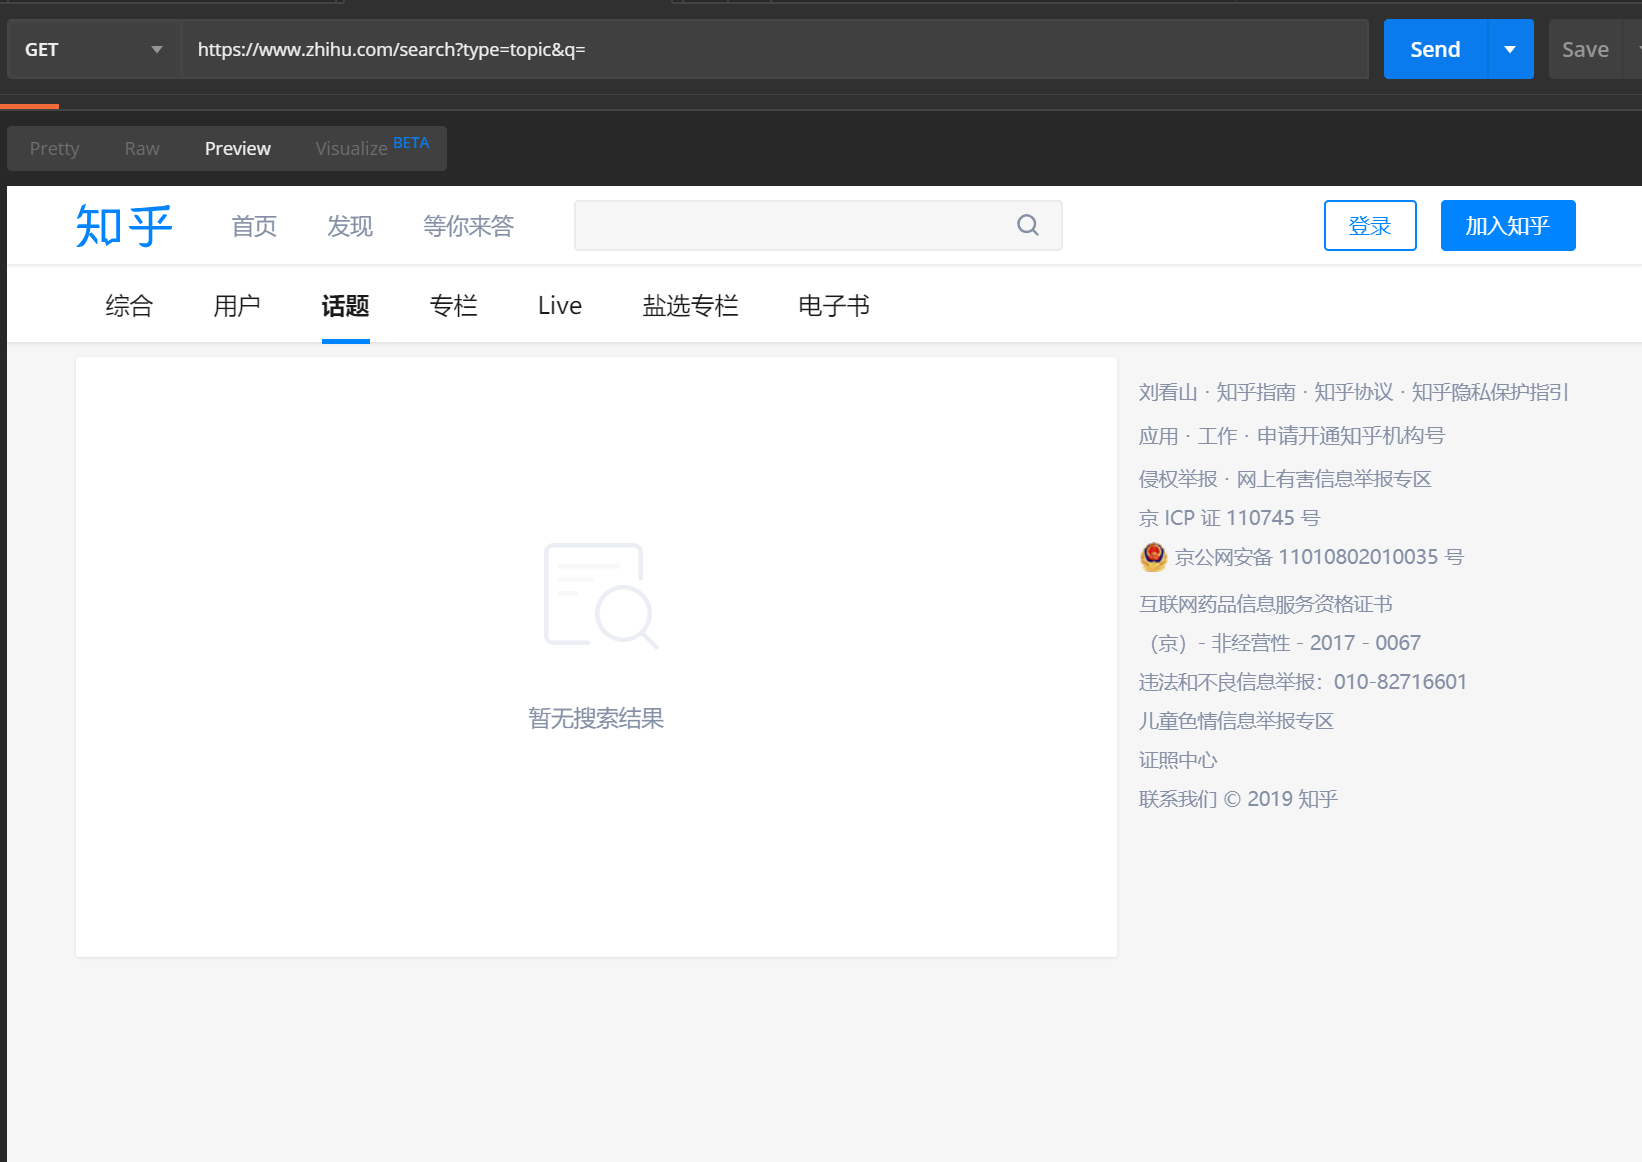 GET https://www.zhihu.com/search?type=topic&q= Send Save
Pretty Raw Preview Visualize BETA
知乎 首页 发现 等你来答 登录 加入知乎
综合 用户 话题 专栏 Live 盐选专栏 电子书
刘看山 · 知乎指南 · 知乎协议 · 知乎隐私保护指引
应用 · 工作 · 申请开通知乎机构号
侵权举报 · 网上有害信息举报专区
京 ICP 证 110745 号
京公网安备 11010802010035 号
互联网药品信息服务资格证书
（京）- 非经营性 - 2017 - 0067
违法和不良信息举报：010-82716601
儿童色情信息举报专区
证照中心
联系我们 © 2019 知乎
暂无搜索结果